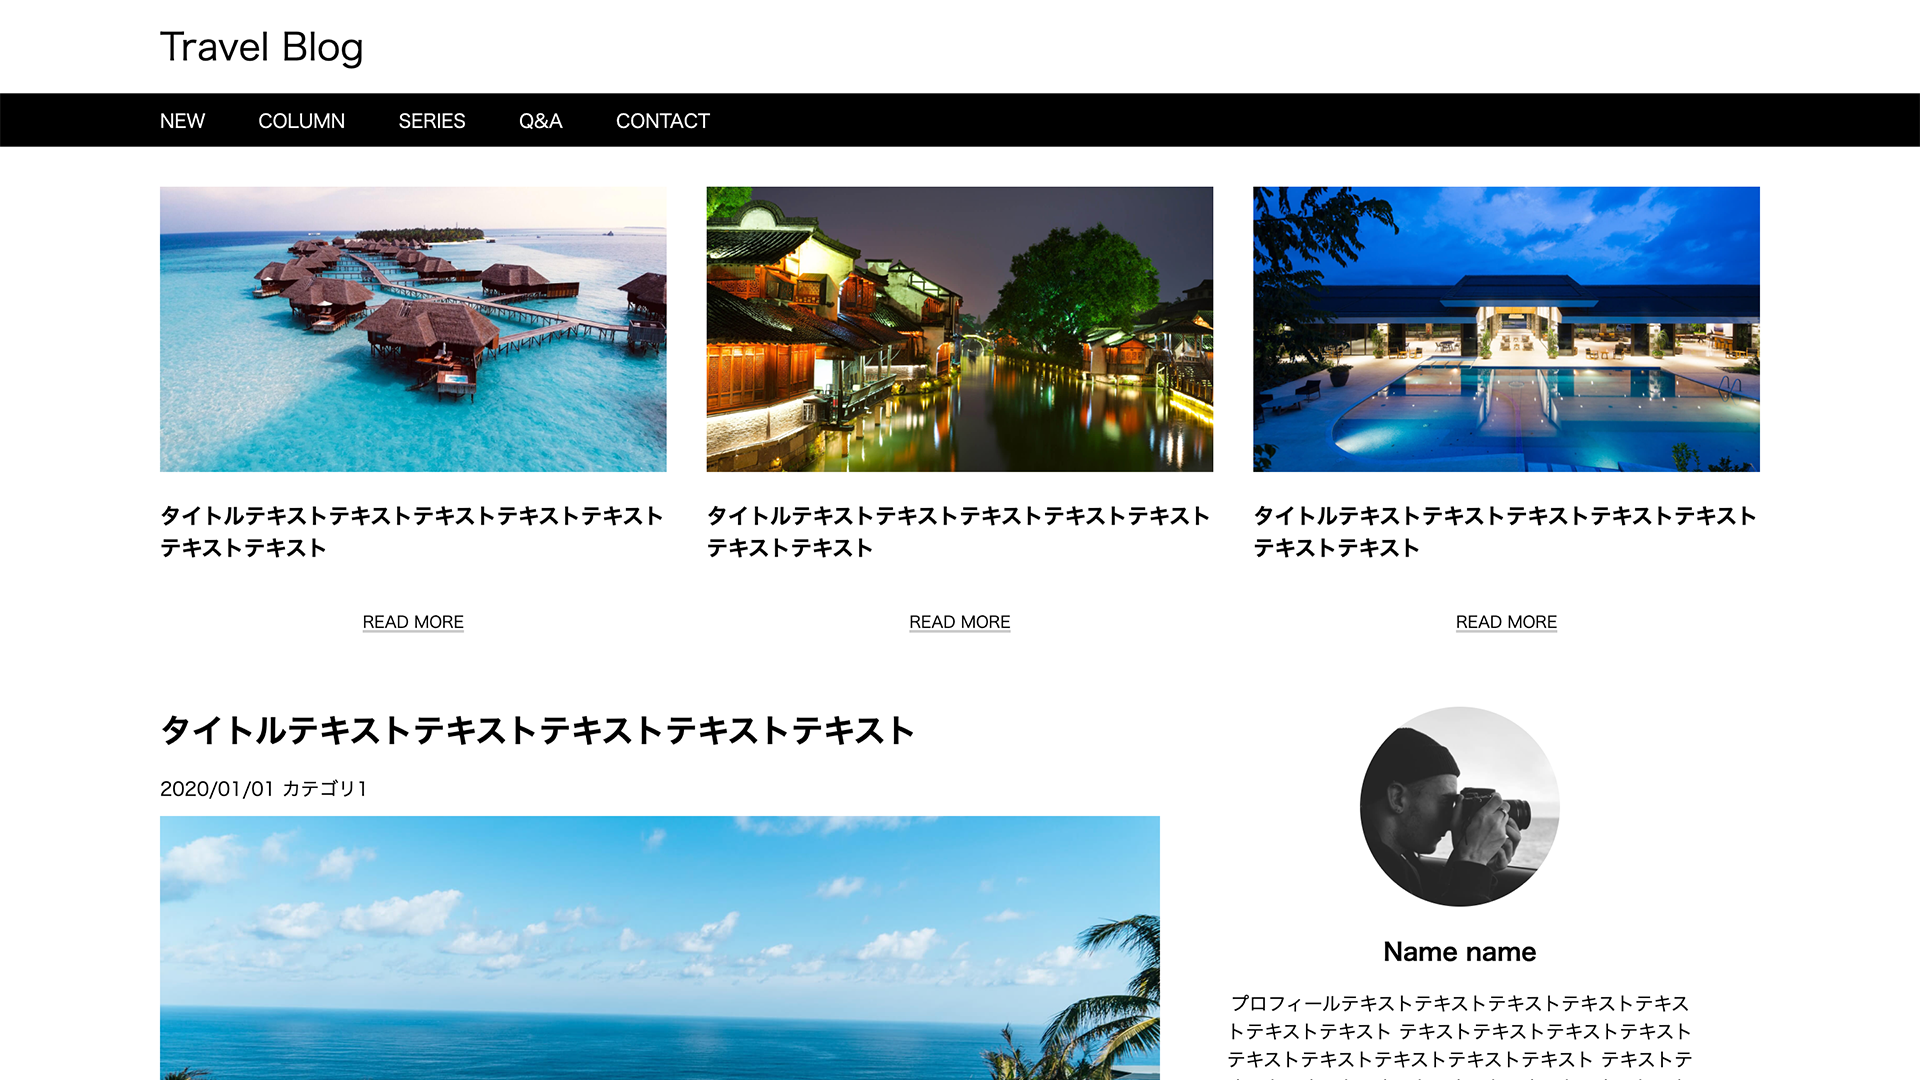 Travel Blog
NEW COLUMN SERIES Q&A CONTACT
タイトルテキストテキストテキストテキストテキスト
テキストテキスト
READ MORE
タイトルテキストテキストテキストテキストテキスト
テキストテキスト
READ MORE
タイトルテキストテキストテキストテキストテキスト
テキストテキスト
READ MORE
タイトルテキストテキストテキストテキストテキスト
2020/01/01 カテゴリ1
Name name
プロフィールテキストテキストテキストテキストテキス
トテキストテキスト テキストテキストテキストテキスト
テキストテキストテキストテキストテキスト テキストテ